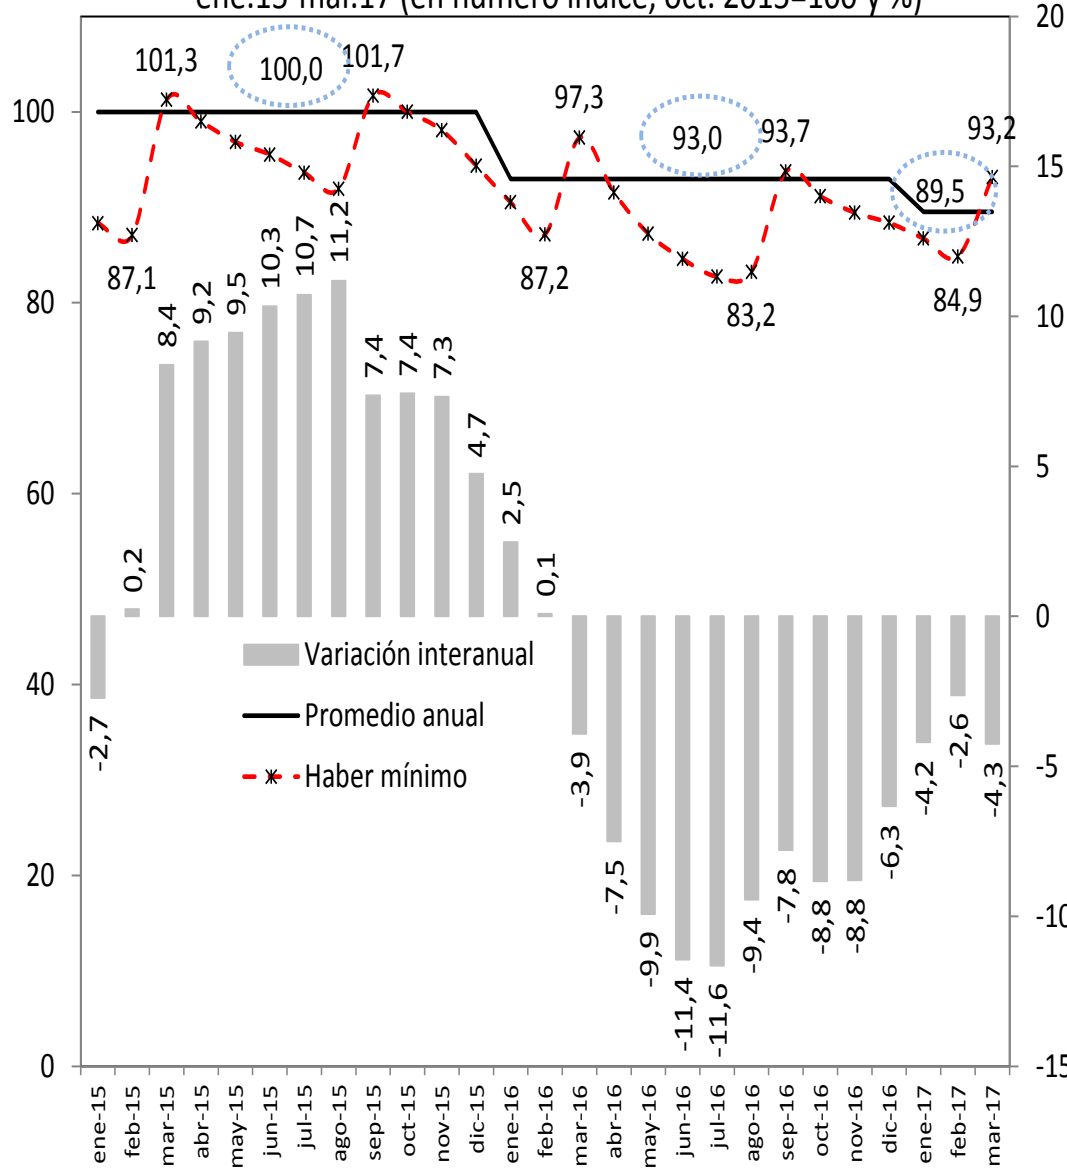 ene.15-mar.17 (en número índice, oct. 2015=100 y %)
20
101,3
100,0
101,7
97,3
93,0
93,7
93,2
100
15
89,5
87,1
87,2
83,2
84,9
80
10
-2,7
0,2
8,4
9,2
9,5
10,3
10,7
11,2
7,4
7,4
7,3
4,7
2,5
0,1
-3,9
-7,5
-9,9
-11,4
-11,6
-9,4
-7,8
-8,8
-8,8
-6,3
-4,2
-2,6
-4,3
60
5
0
Variación interanual
Promedio anual
Haber mínimo
40
-5
20
-10
0
-15
ene-15
feb-15
mar-15
abr-15
may-15
jun-15
jul-15
ago-15
sep-15
oct-15
nov-15
dic-15
ene-16
feb-16
mar-16
abr-16
may-16
jun-16
jul-16
ago-16
sep-16
oct-16
nov-16
dic-16
ene-17
feb-17
mar-17